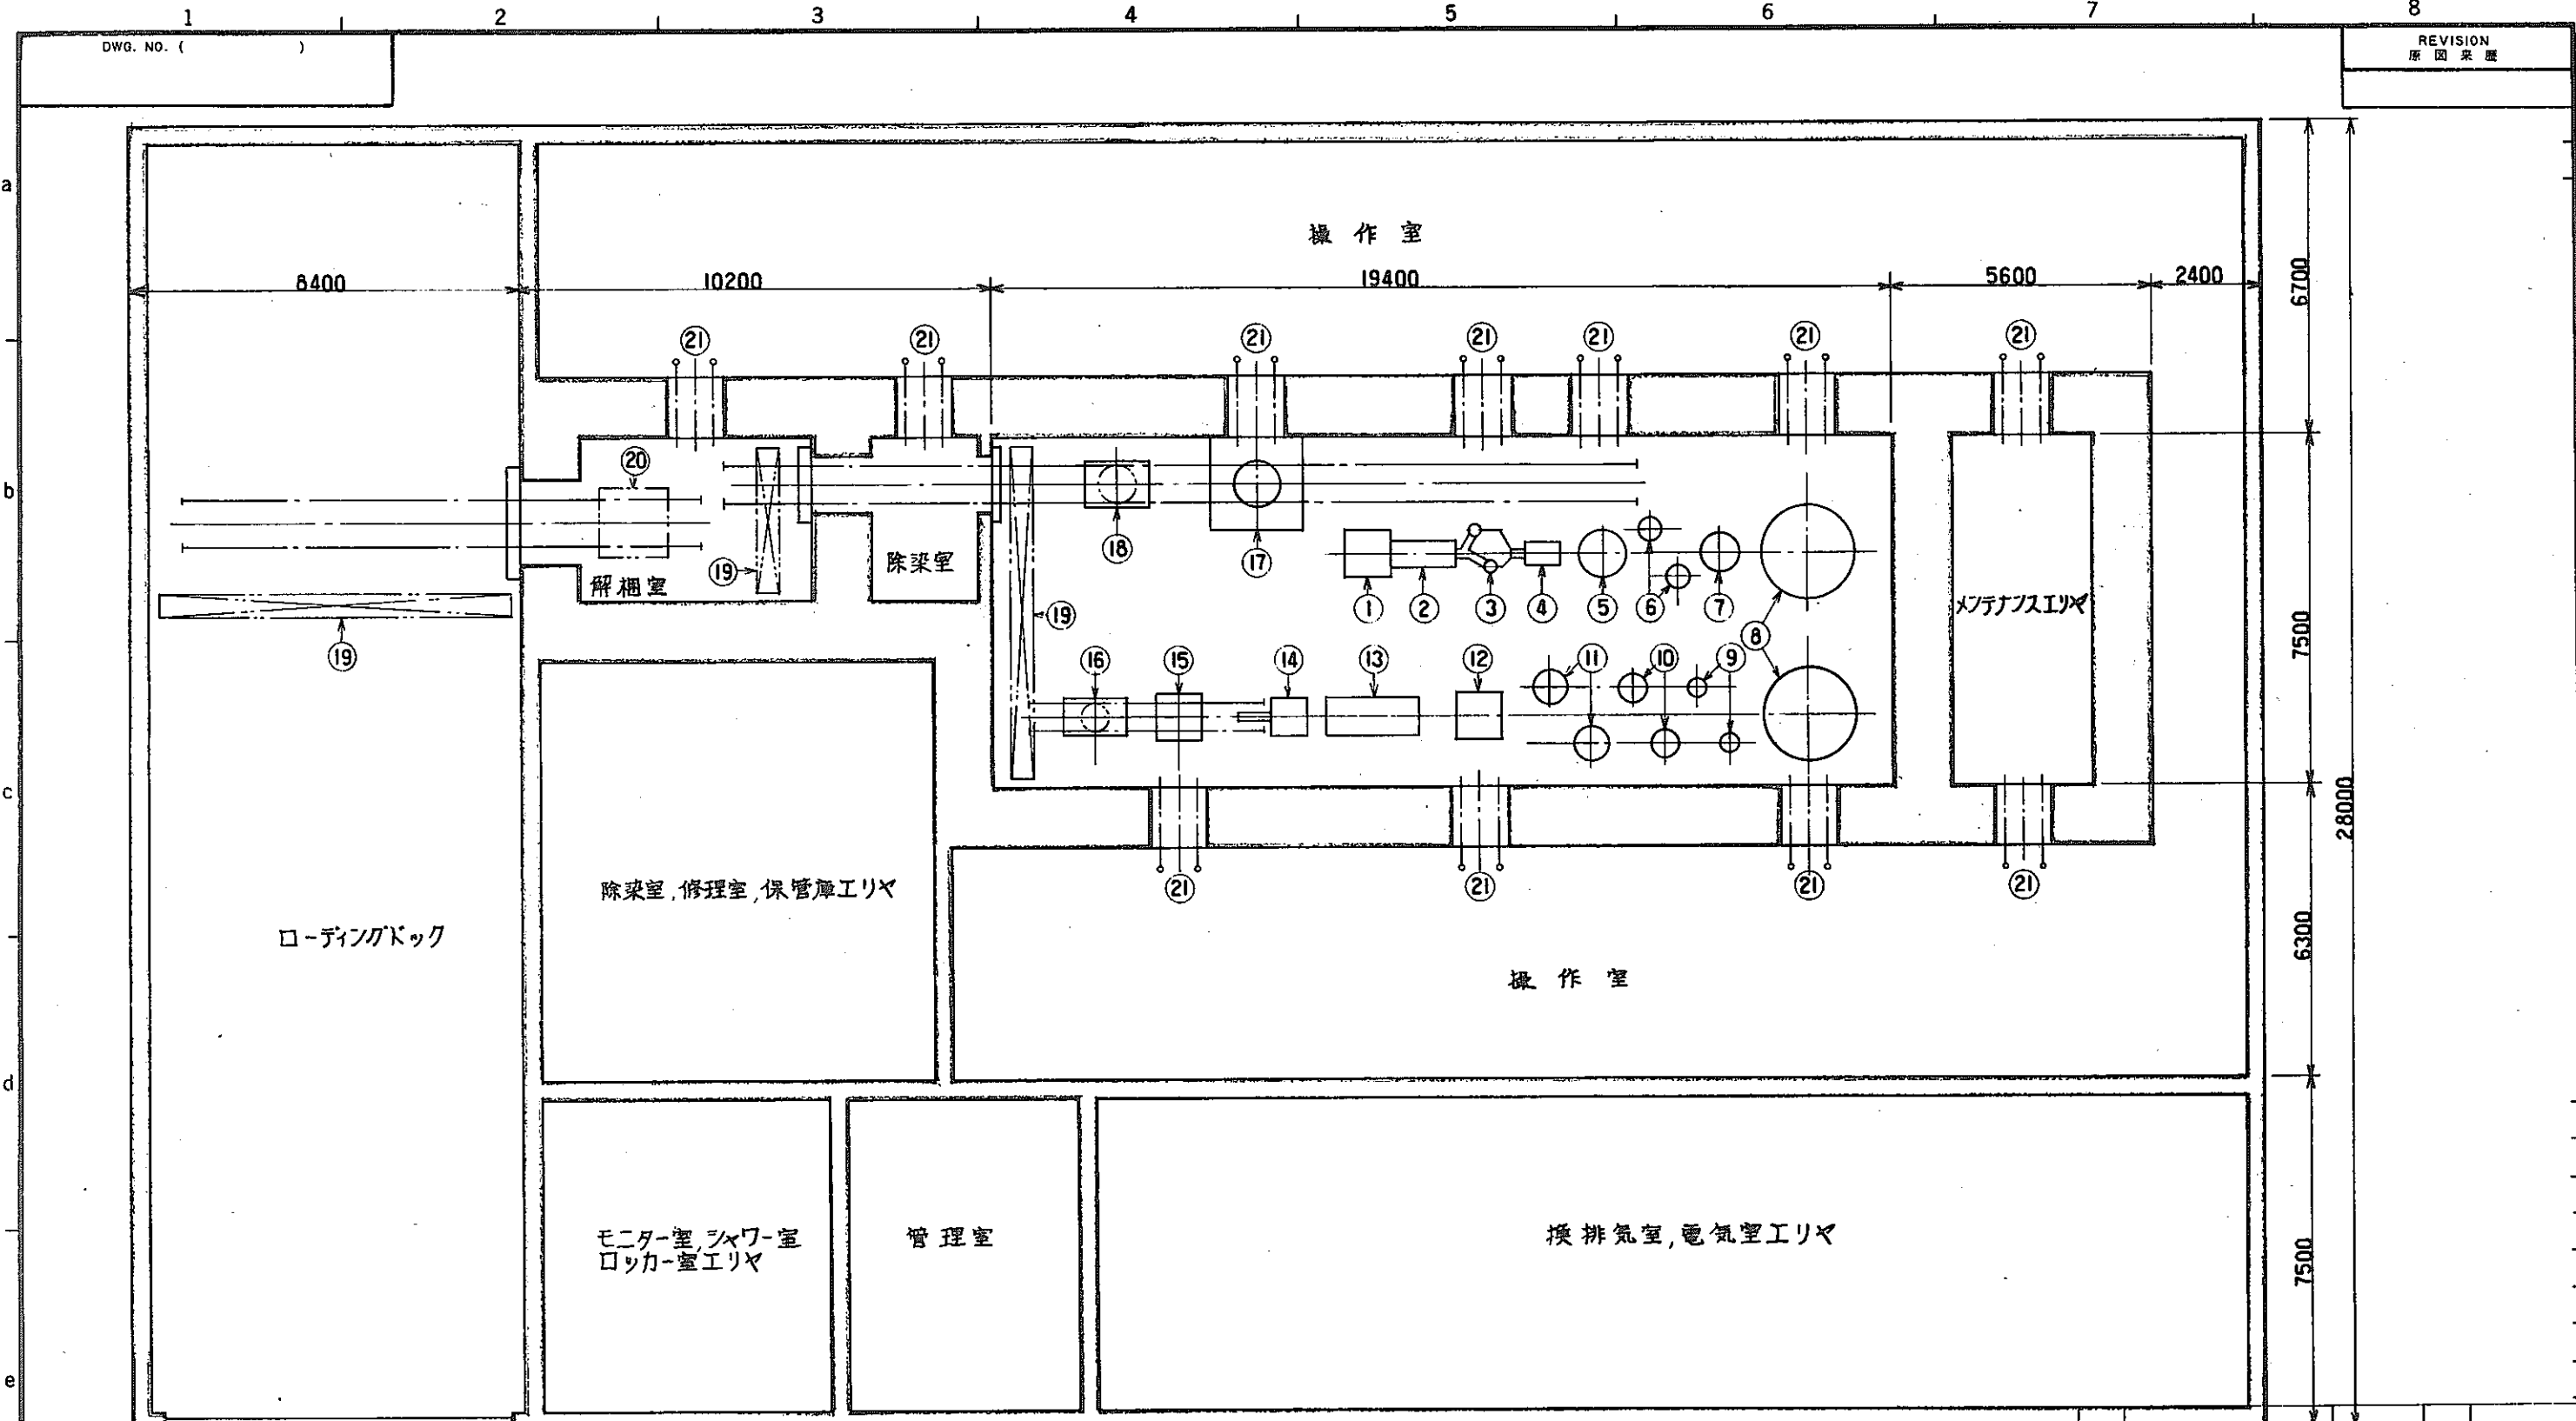 1 2 3 4 5 6 7 8
DWG. NO. ( )
REVISION
原図来歴
a
b
c
d
e
操作室
8400 10200 19400 5600 2400
6700
7500
6300
7500
28000
21 21 21 21 21 21 21
20
19
解梱室
除染室
18
17
1 2 3 4 5 6 7
8
メンテナンスエリヤ
19
19
16 15 14 13 12 11 10 9
21 21 21 21
除染室,修理室,保管庫エリヤ
ローディングドック
操作室
モニター室,シャワー室
ロッカー室エリヤ
管理室
換排気室,電気室エリヤ